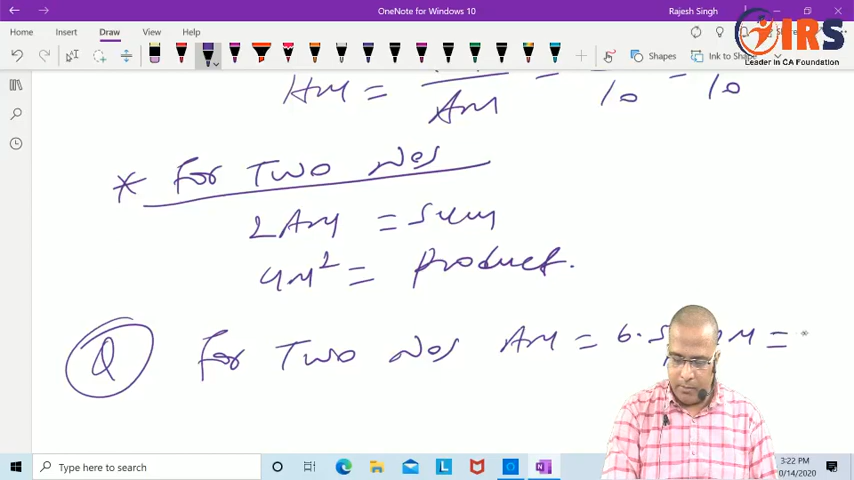 OneNote for Windows 10
Rajesh Singh
IRS
Leader in CA Foundation
Home Insert Draw View Help
Shapes Ink to Shape
HM = AM = 10 = 10
* For Two Nos
2AM = Sum
GM² = Product.
Q For Two Nos AM = 6.5 M =
Type here to search
3:22 PM
0/14/2020